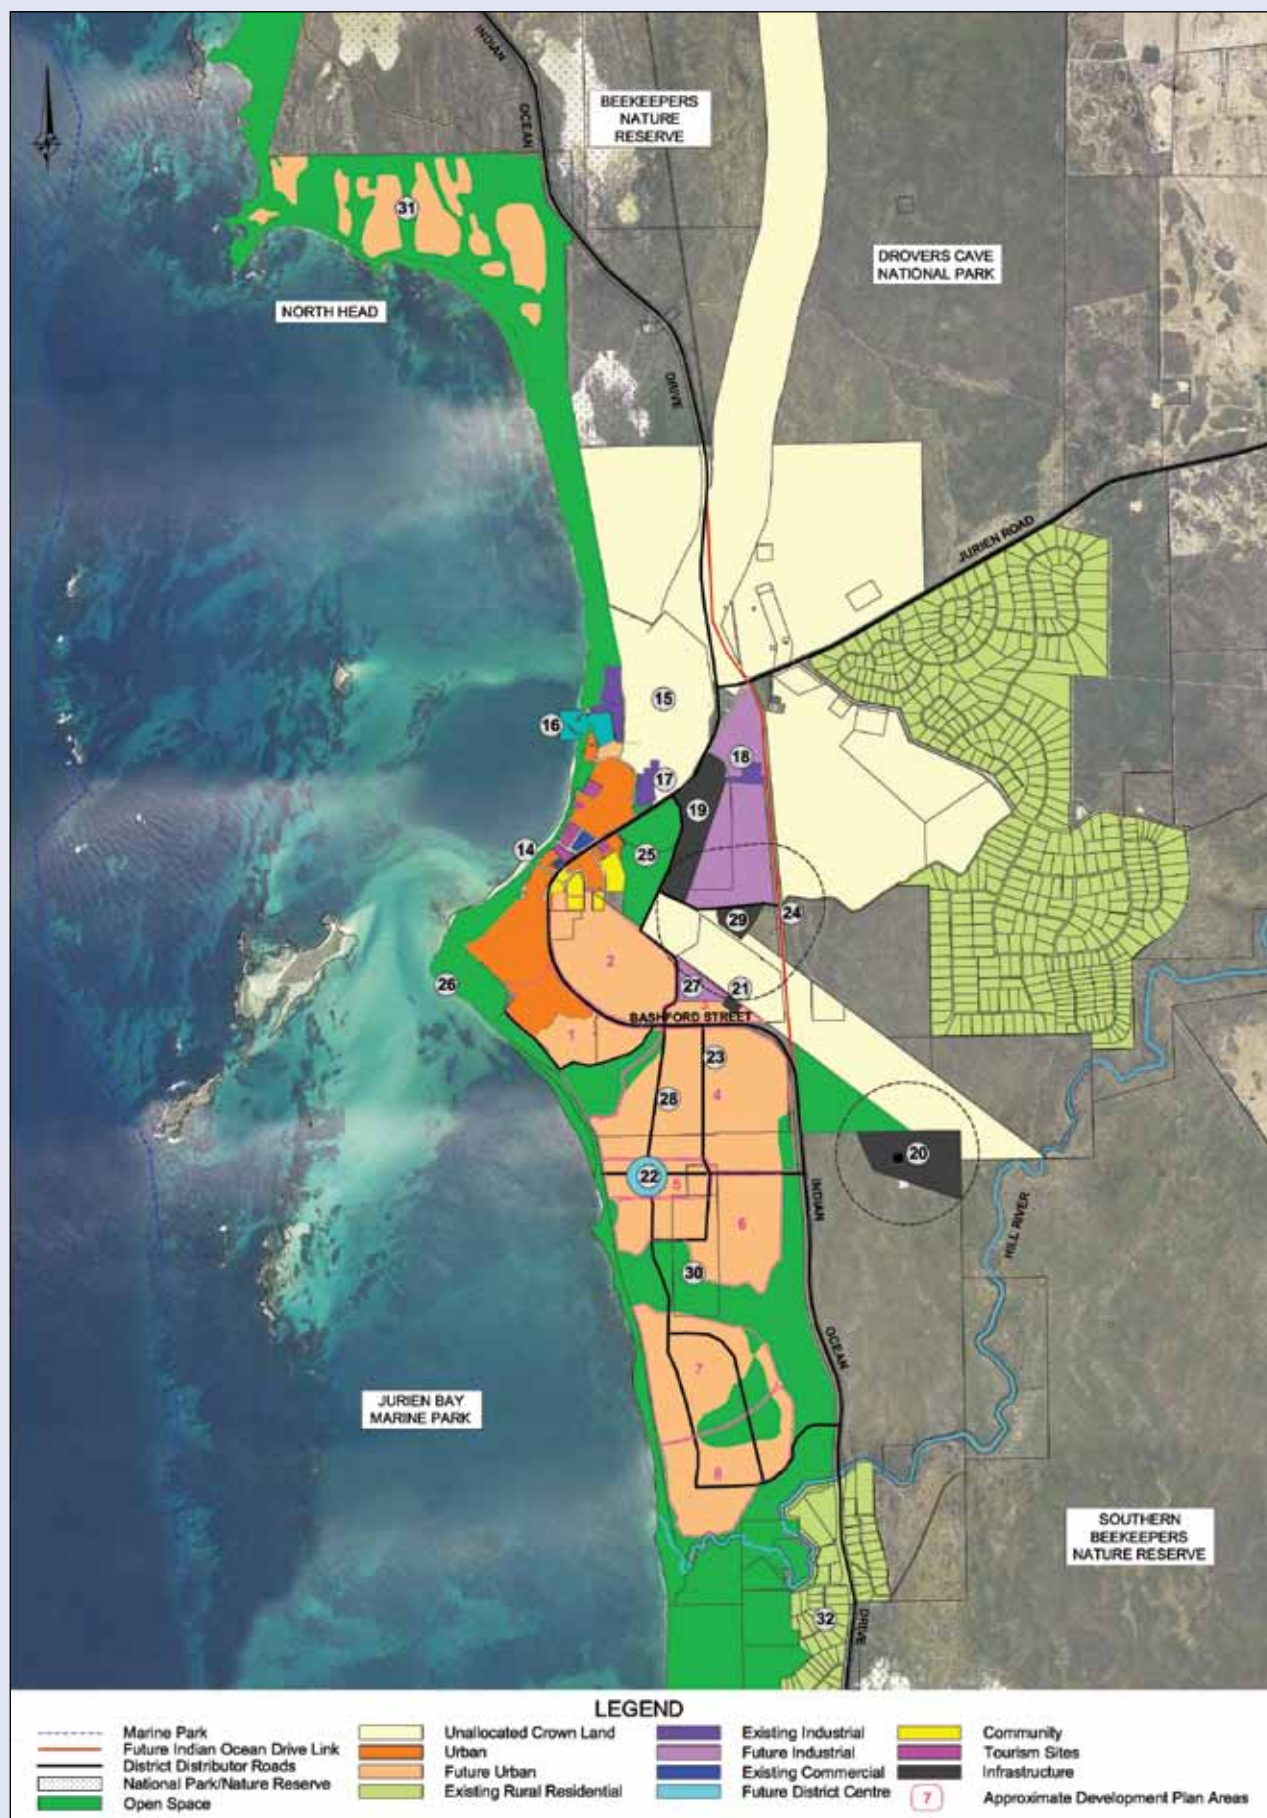 INDIAN
OCEAN
DRIVE
BEEKEEPERS
NATURE
RESERVE
DROVERS CAVE
NATIONAL PARK
31
NORTH HEAD
JURIEN ROAD
15
16
17
18
19
14
25
29
24
2
26
27
21
3
BASHFORD STREET
1
23
28
4
20
22
5
INDIAN
6
HILL RIVER
30
OCEAN
7
JURIEN BAY
MARINE PARK
8
SOUTHERN
BEEKEEPERS
NATURE RESERVE
32
DRIVE
LEGEND
Marine Park
Future Indian Ocean Drive Link
District Distributor Roads
National Park/Nature Reserve
Open Space
Unallocated Crown Land
Urban
Future Urban
Existing Rural Residential
Existing Industrial
Future Industrial
Existing Commercial
Future District Centre
Community
Tourism Sites
Infrastructure
7 Approximate Development Plan Areas